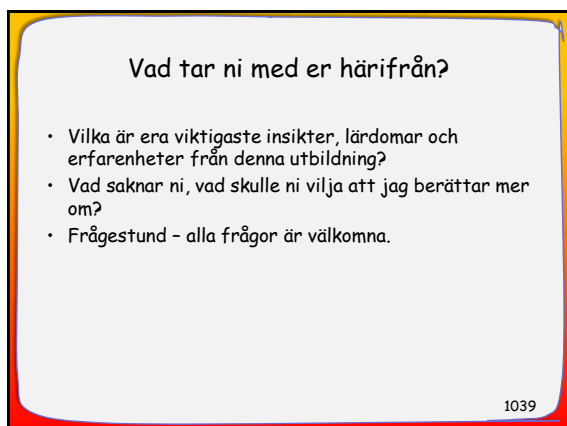 Vad tar ni med er härifrån?
• Vilka är era viktigaste insikter, lärdomar och
erfarenheter från denna utbildning?
• Vad saknar ni, vad skulle ni vilja att jag berättar mer
om?
• Frågestund – alla frågor är välkomna.
1039